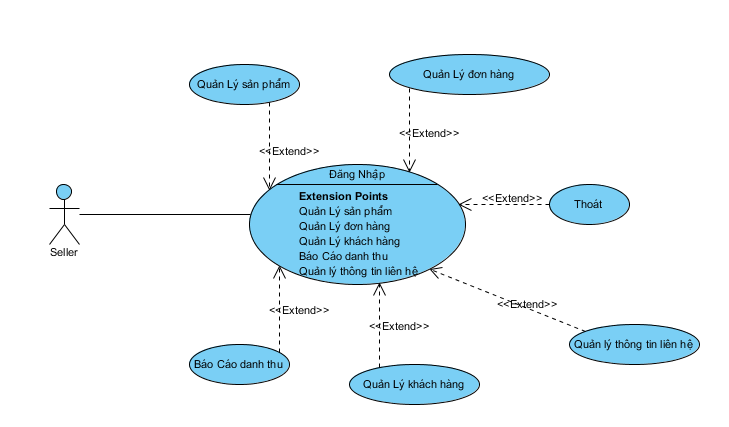 Quản Lý sản phẩm
Quản Lý đơn hàng
<<Extend>>
<<Extend>>
Đăng Nhập
Extension Points
Quản Lý sản phẩm
Quản Lý đơn hàng
Quản Lý khách hàng
Báo Cáo danh thu
Quản lý thông tin liên hệ
<<Extend>>
Thoát
Seller
<<Extend>>
<<Extend>>
<<Extend>>
Báo Cáo danh thu
Quản Lý khách hàng
Quản lý thông tin liên hệ